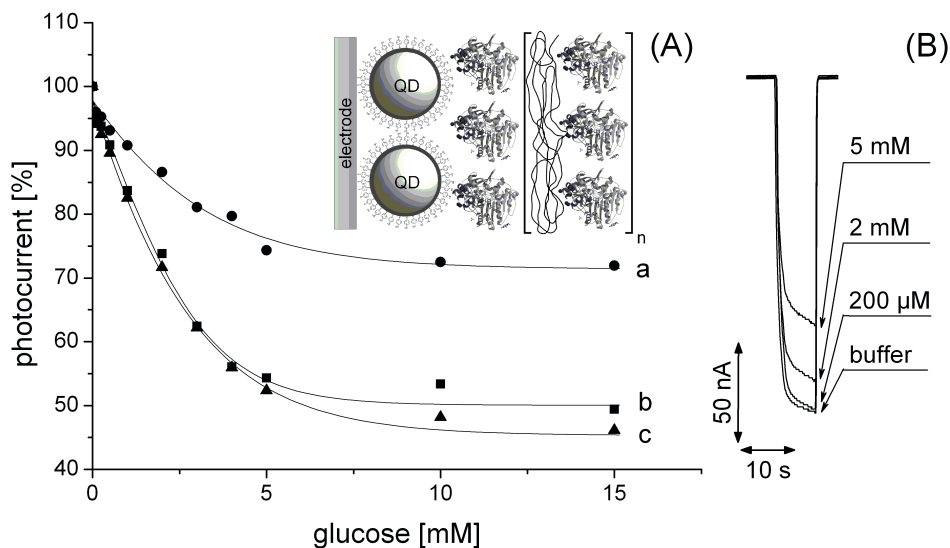 (A)
110
100
90
80
70
60
50
40
photocurrent [%]
0
5
10
15
glucose [mM]
electrode
QD
QD
n
a
b
c
(B)
5 mM
2 mM
200 µM
buffer
50 nA
10 s